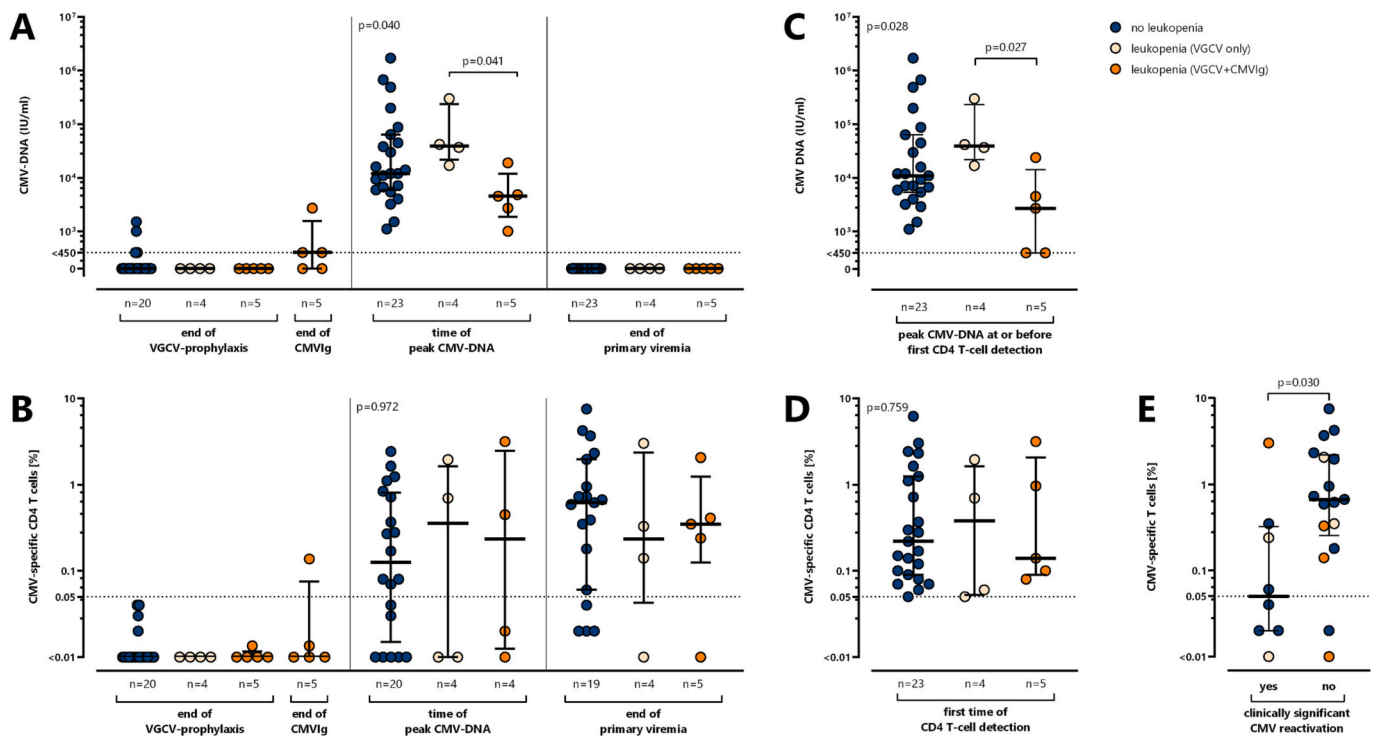 A
CMV-DNA (IU/ml)
10⁷
10⁶
10⁵
10⁴
10³
<450
0
p=0.040
p=0.041
n=20
n=4
n=5
n=5
n=23
n=4
n=5
n=23
n=4
n=5
end of
VGCV-prophylaxis
end of
CMVIg
time of
peak CMV-DNA
end of
primary viremia
C
CMV DNA (IU/ml)
10⁷
10⁶
10⁵
10⁴
10³
<450
0
p=0.028
p=0.027
n=23
n=4
n=5
peak CMV-DNA at or before
first CD4 T-cell detection
no leukopenia
leukopenia (VGCV only)
leukopenia (VGCV+CMVIg)
B
CMV-specific CD4 T cells [%]
10
1
0.1
0.05
<0.01
p=0.972
n=20
n=4
n=5
n=5
n=20
n=4
n=4
n=19
n=4
n=5
end of
VGCV-prophylaxis
end of
CMVIg
time of
peak CMV-DNA
end of
primary viremia
D
CMV-specific CD4 T cells [%]
10
1
0.1
0.05
<0.01
p=0.759
n=23
n=4
n=5
first time of
CD4 T-cell detection
E
CMV-specific T cells [%]
10
1
0.1
0.05
<0.01
p=0.030
yes
no
clinically significant
CMV reactivation